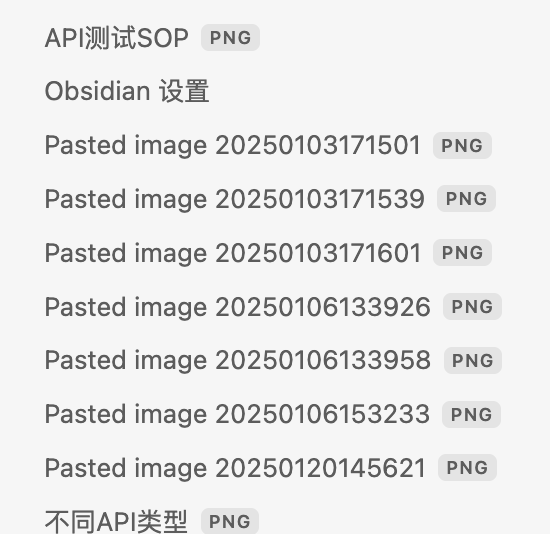 API测试SOP PNG
Obsidian 设置
Pasted image 20250103171501 PNG
Pasted image 20250103171539 PNG
Pasted image 20250103171601 PNG
Pasted image 20250106133926 PNG
Pasted image 20250106133958 PNG
Pasted image 20250106153233 PNG
Pasted image 20250120145621 PNG
不同API类型 PNG